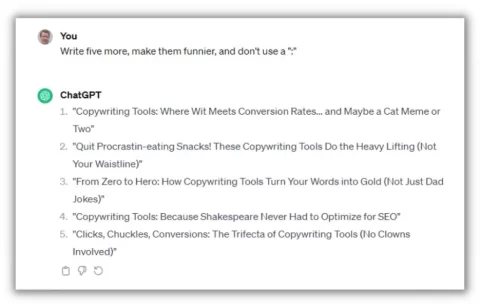 You
Write five more, make them funnier, and don't use a ":"
ChatGPT
1. "Copywriting Tools: Where Wit Meets Conversion Rates... and Maybe a Cat Meme or
Two"
2. "Quit Procrastin-eating Snacks! These Copywriting Tools Do the Heavy Lifting (Not
Your Waistline)"
3. "From Zero to Hero: How Copywriting Tools Turn Your Words into Gold (Not Just Dad
Jokes)"
4. "Copywriting Tools: Because Shakespeare Never Had to Optimize for SEO"
5. "Clicks, Chuckles, Conversions: The Trifecta of Copywriting Tools (No Clowns
Involved)"